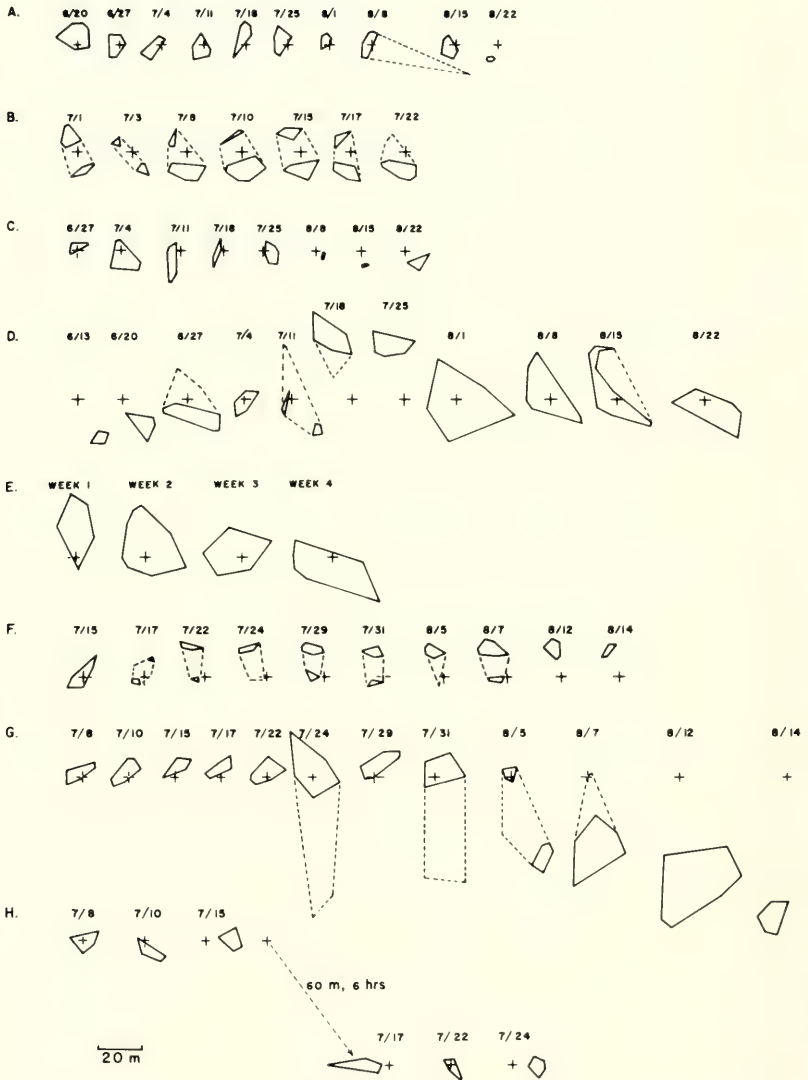 A. 6/20 6/27 7/4 7/11 7/18 7/25 8/1 8/8 8/15 8/22
B. 7/1 7/3 7/8 7/10 7/15 7/17 7/22
C. 6/27 7/4 7/11 7/18 7/25 8/8 8/15 8/22
7/18 7/25
D. 6/13 6/20 6/27 7/4 7/11 8/1 8/8 8/15 8/22
E. WEEK 1 WEEK 2 WEEK 3 WEEK 4
F. 7/15 7/17 7/22 7/24 7/29 7/31 8/5 8/7 8/12 8/14
G. 7/8 7/10 7/15 7/17 7/22 7/24 7/29 7/31 8/5 8/7 8/12 8/14
H. 7/8 7/10 7/15
60 m, 6 hrs
7/17 7/22 7/24
20 m